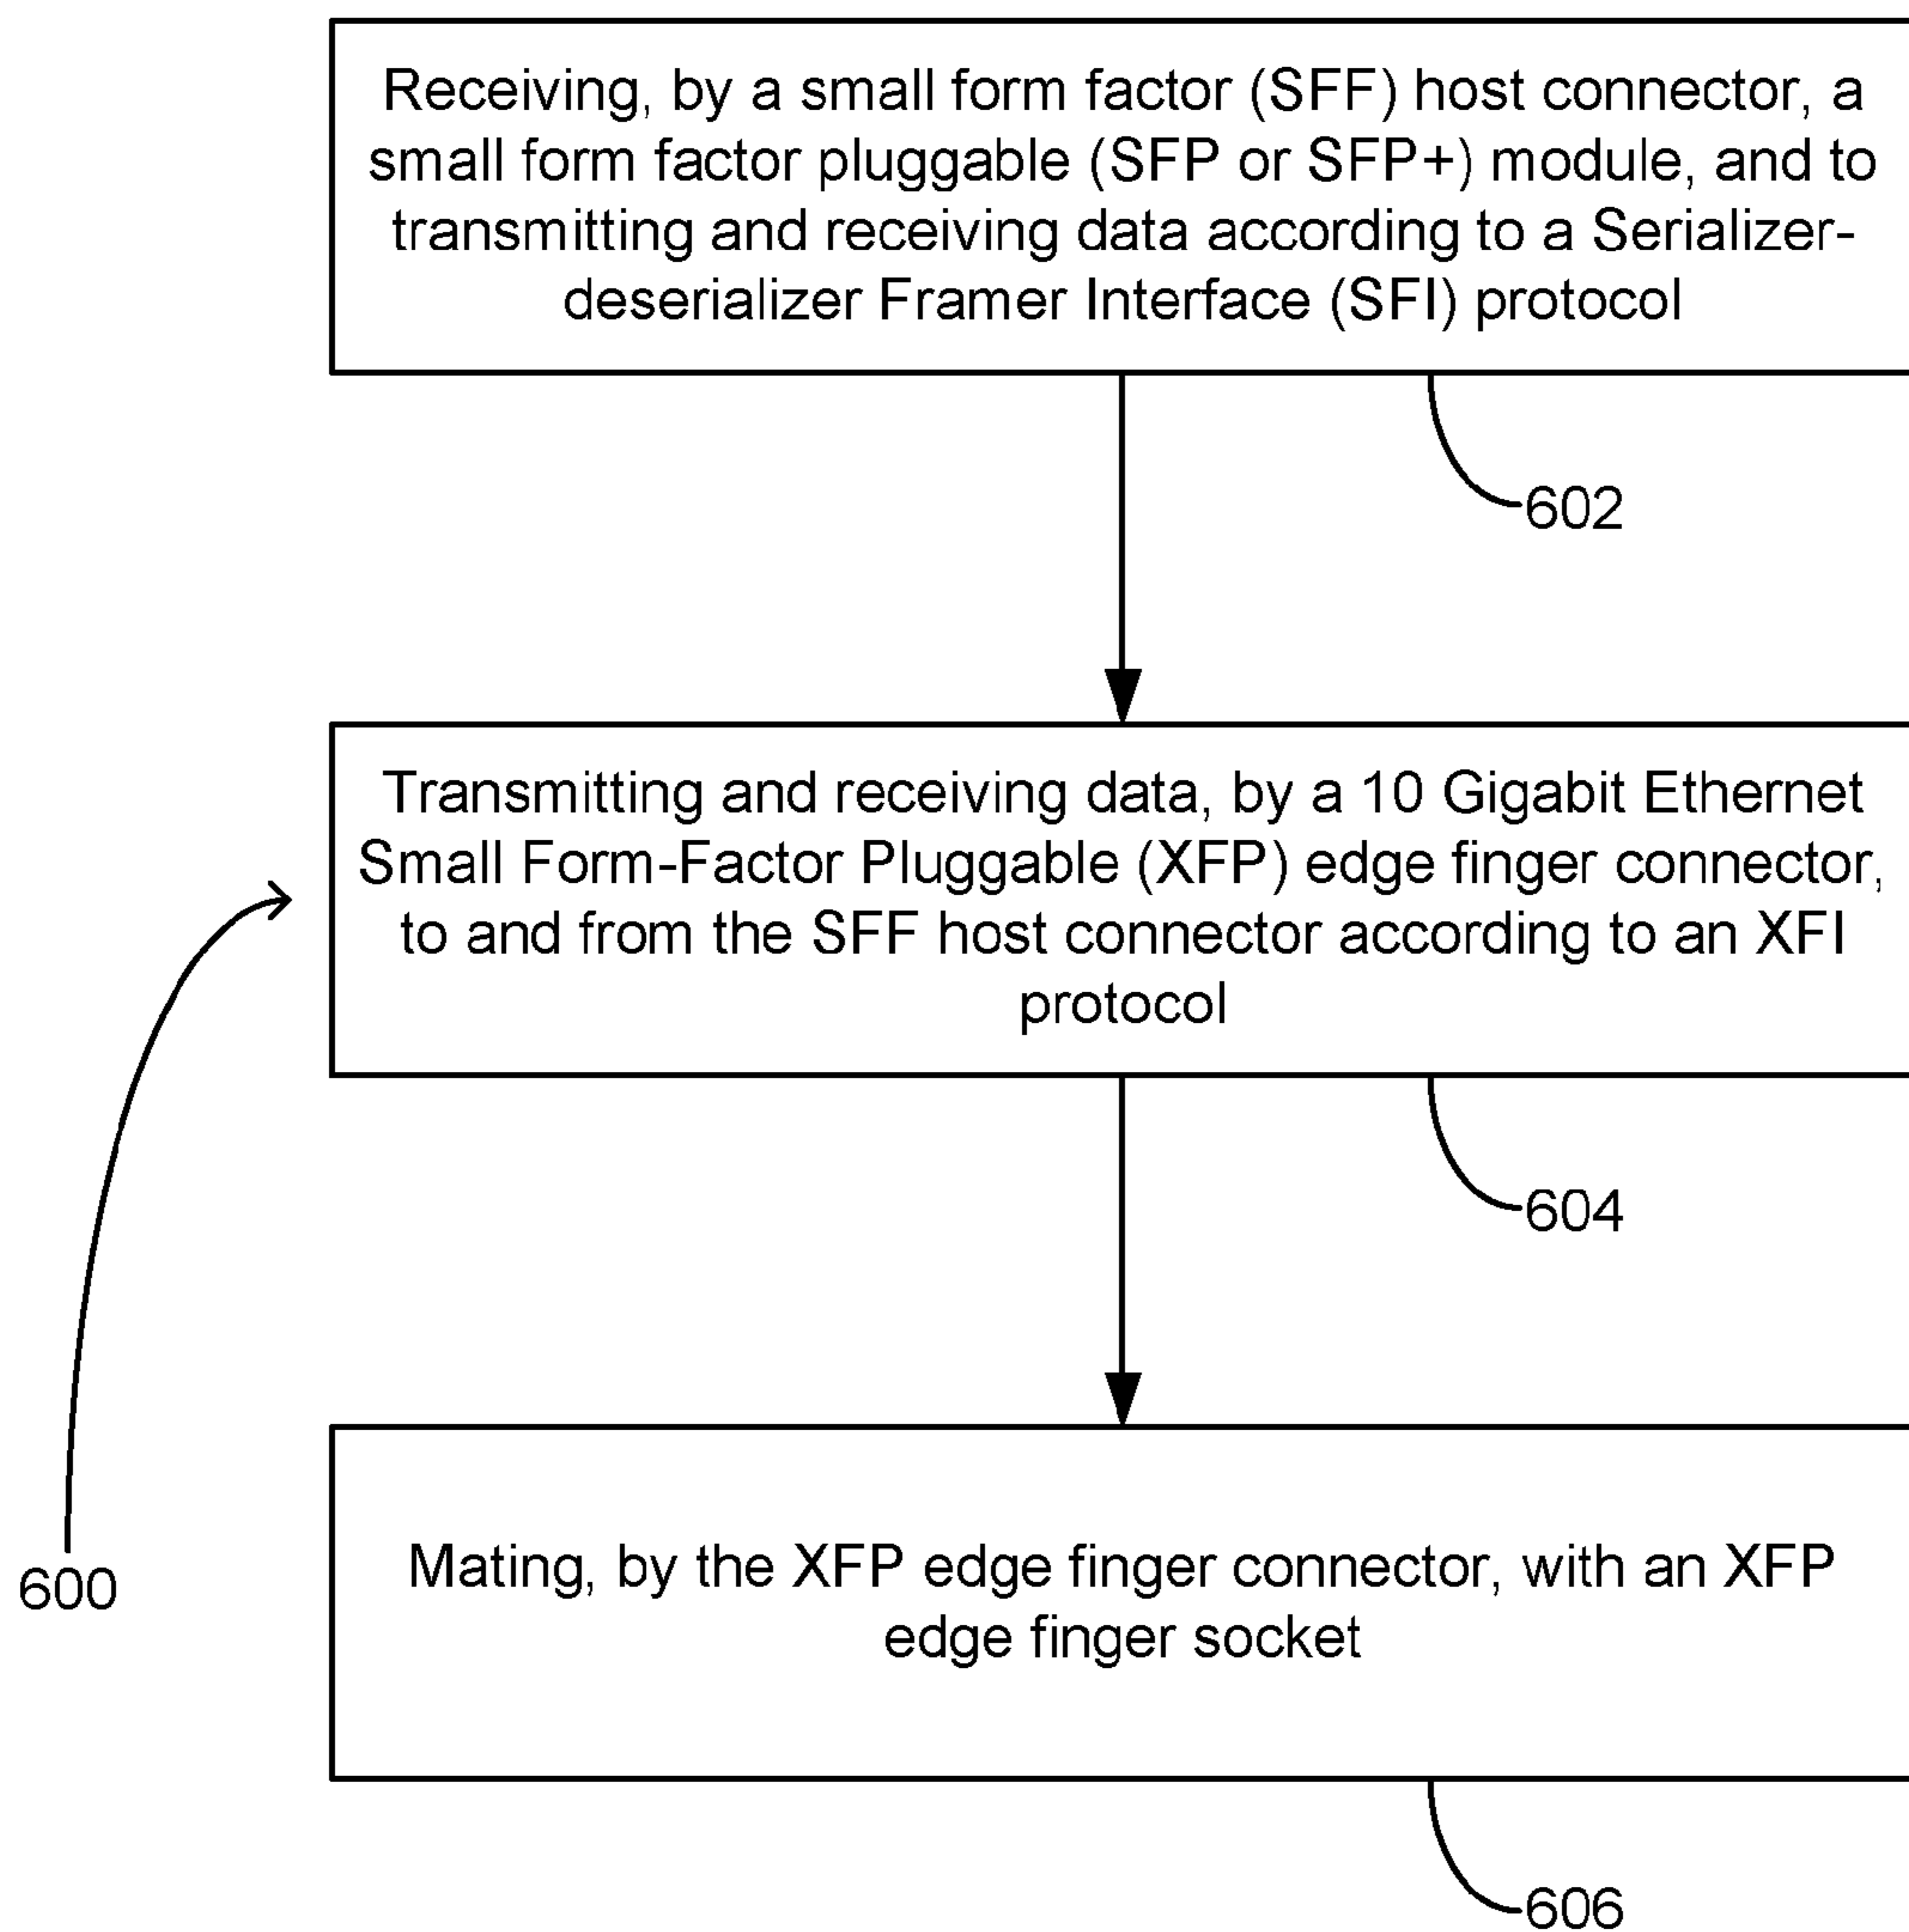 Receiving, by a small form factor (SFF) host connector, a
small form factor pluggable (SFP or SFP+) module, and to
transmitting and receiving data according to a Serializer-
deserializer Framer Interface (SFI) protocol
602
Transmitting and receiving data, by a 10 Gigabit Ethernet
Small Form-Factor Pluggable (XFP) edge finger connector,
to and from the SFF host connector according to an XFI
protocol
604
Mating, by the XFP edge finger connector, with an XFP
edge finger socket
600
606